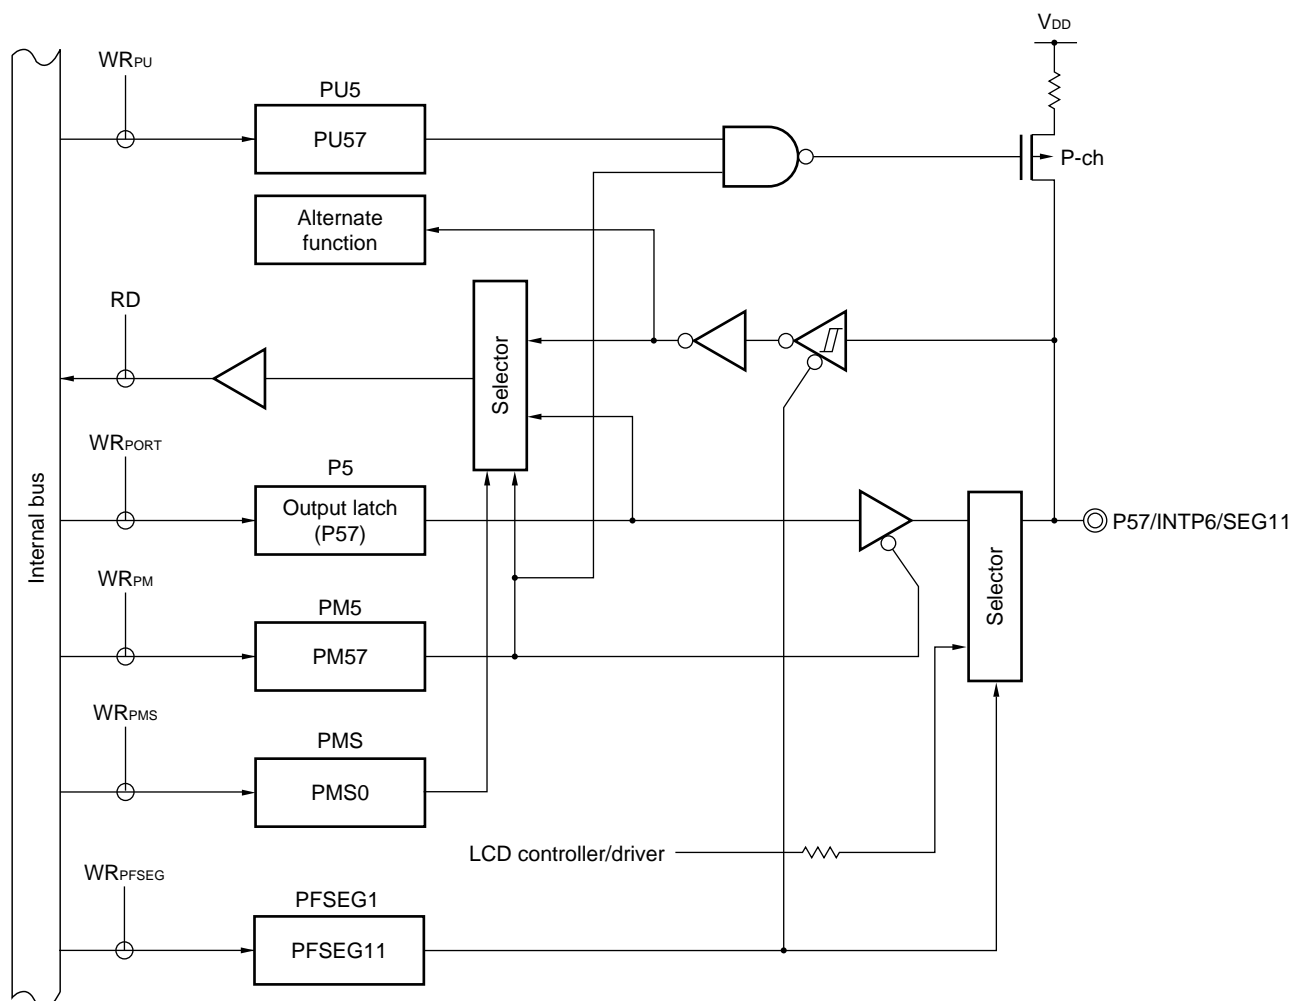 VDD
WRPU
PU5
PU57
P-ch
Alternate
function
RD
Selector
WRPORT
P5
Output latch
(P57)
P57/INTP6/SEG11
Internal bus
Selector
WRPM
PM5
PM57
WRPMS
PMS
PMS0
LCD controller/driver
WRPFSEG
PFSEG1
PFSEG11